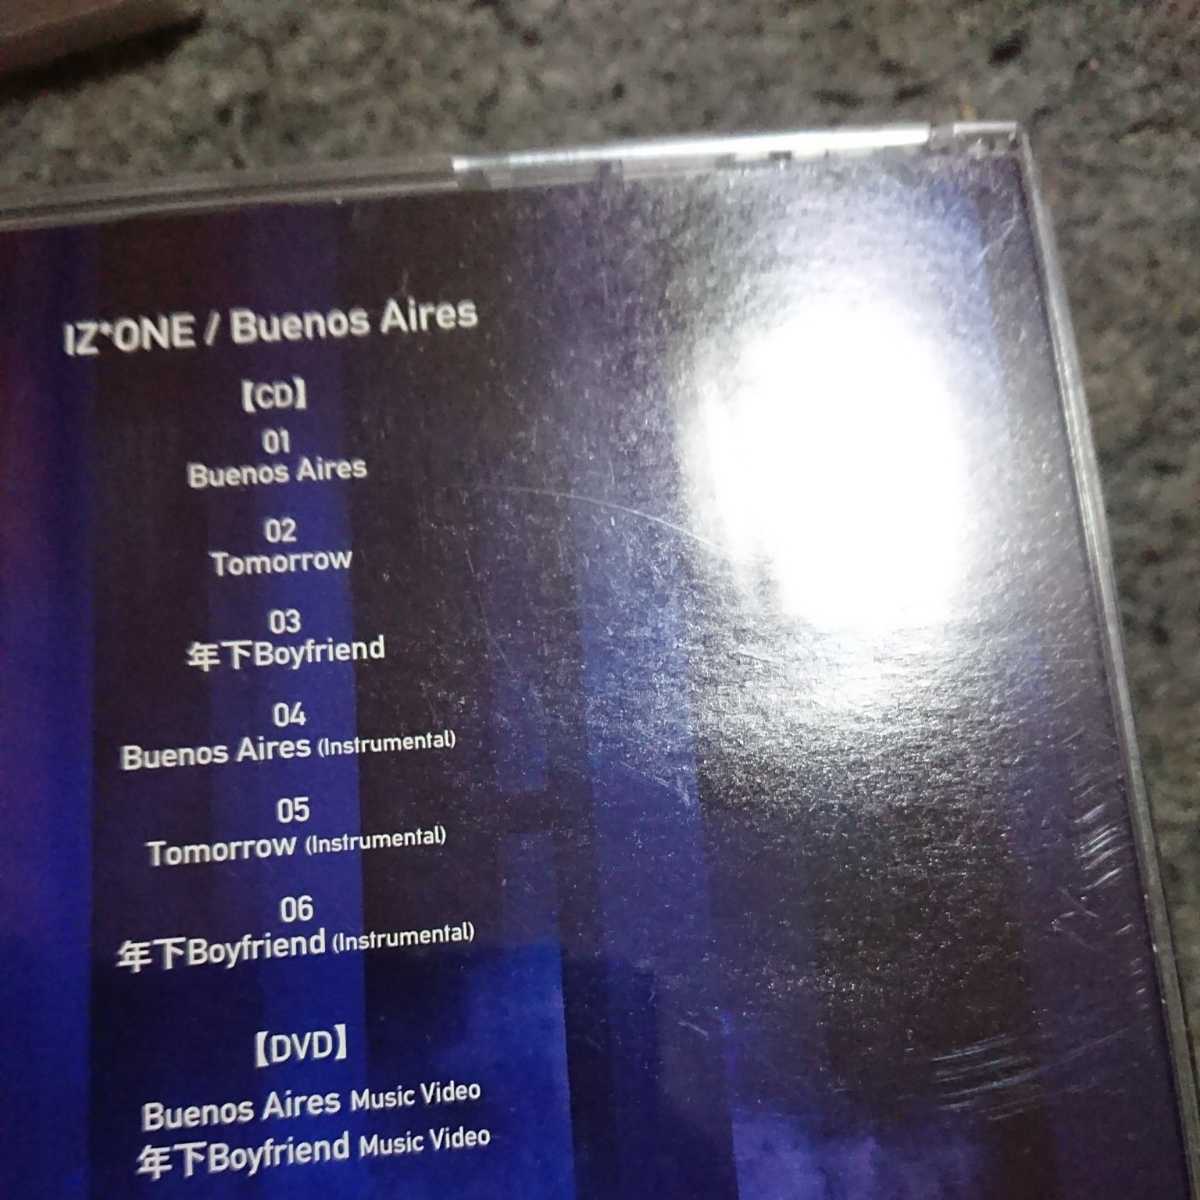 IZ*ONE / Buenos Aires
【CD】
01
Buenos Aires
02
Tomorrow
03
年下Boyfriend
04
Buenos Aires (Instrumental)
05
Tomorrow (Instrumental)
06
年下Boyfriend (Instrumental)
【DVD】
Buenos Aires Music Video
年下Boyfriend Music Video